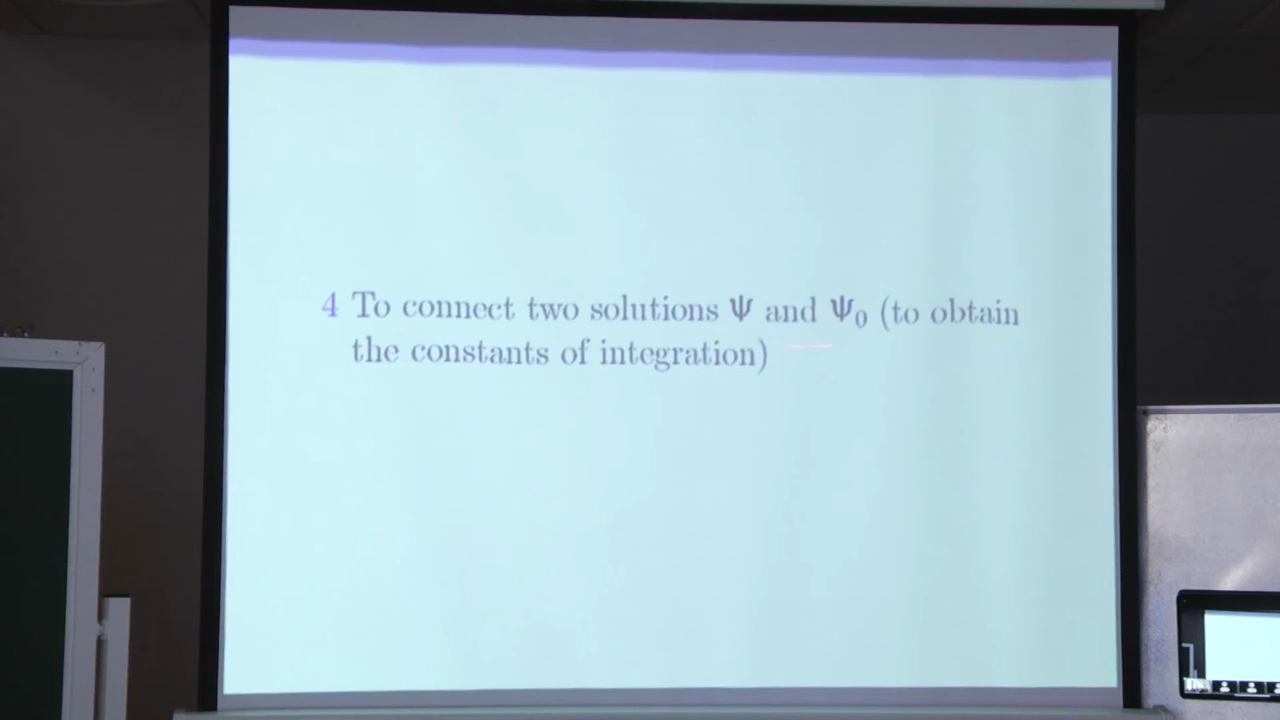 4 To connect two solutions Ψ and Ψ₀ (to obtain
the constants of integration)